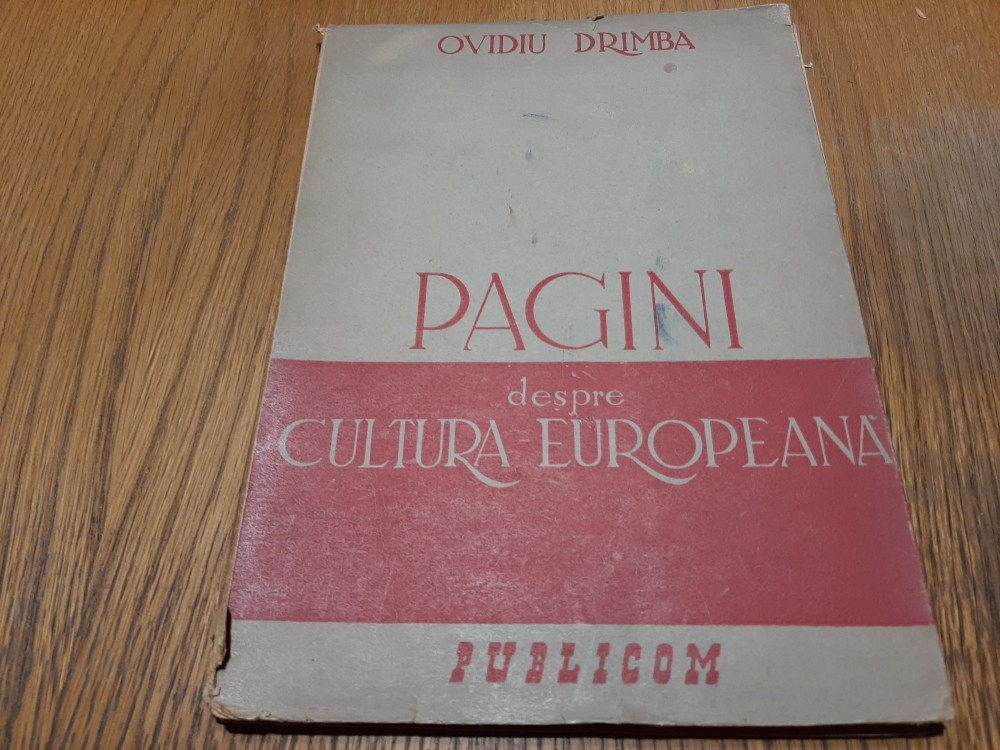 OVIDIU DRIMBA
PAGINI
despre
CULTURA EUROPEANĂ
PUBLICOM